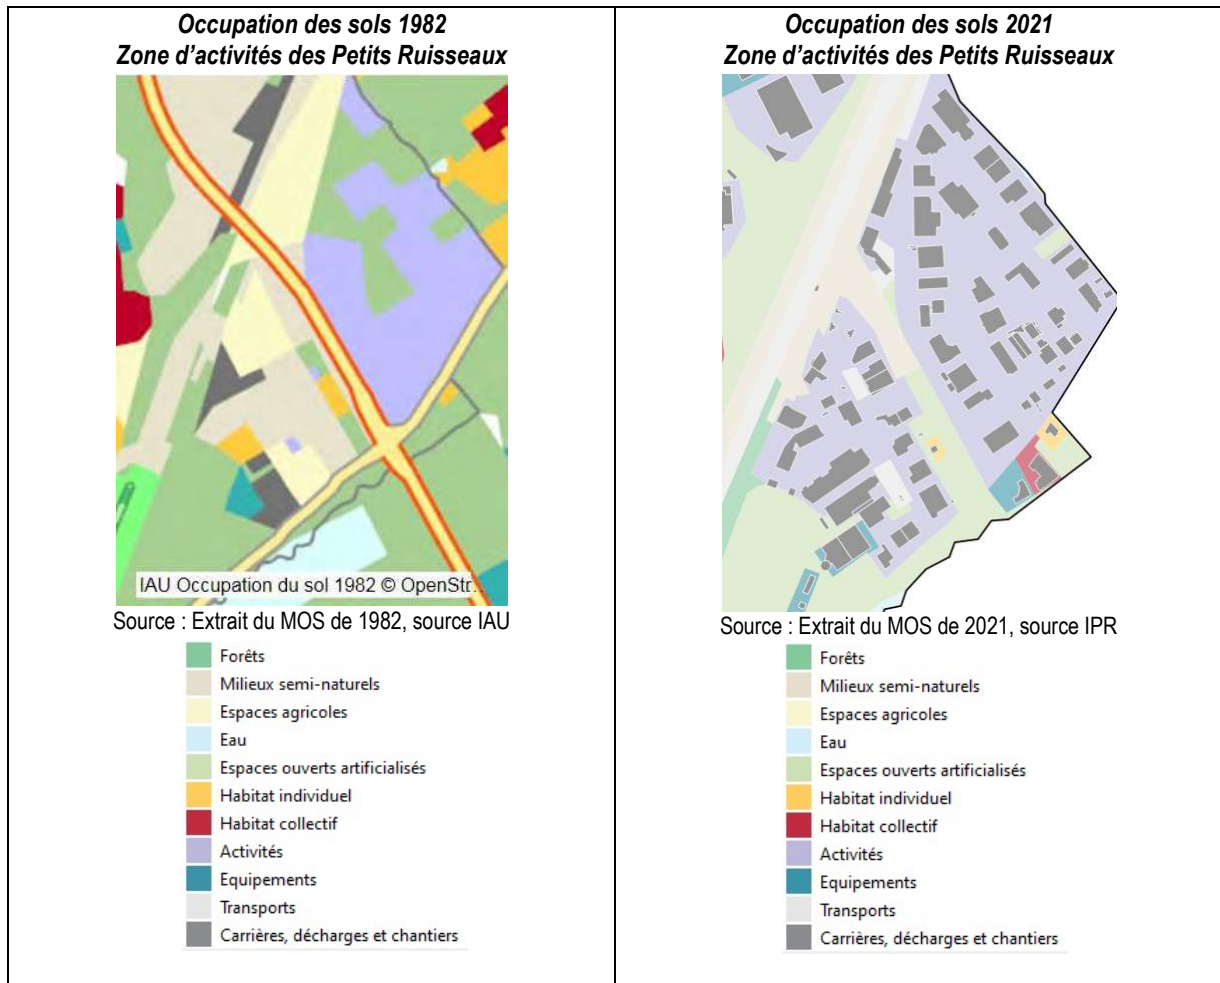 Occupation des sols 1982
Zone d'activités des Petits Ruisseaux
IAU Occupation du sol 1982 © OpenStr...
Source : Extrait du MOS de 1982, source IAU
Forêts
Milieux semi-naturels
Espaces agricoles
Eau
Espaces ouverts artificialisés
Habitat individuel
Habitat collectif
Activités
Equipements
Transports
Carrières, décharges et chantiers
Occupation des sols 2021
Zone d'activités des Petits Ruisseaux
Source : Extrait du MOS de 2021, source IPR
Forêts
Milieux semi-naturels
Espaces agricoles
Eau
Espaces ouverts artificialisés
Habitat individuel
Habitat collectif
Activités
Equipements
Transports
Carrières, décharges et chantiers